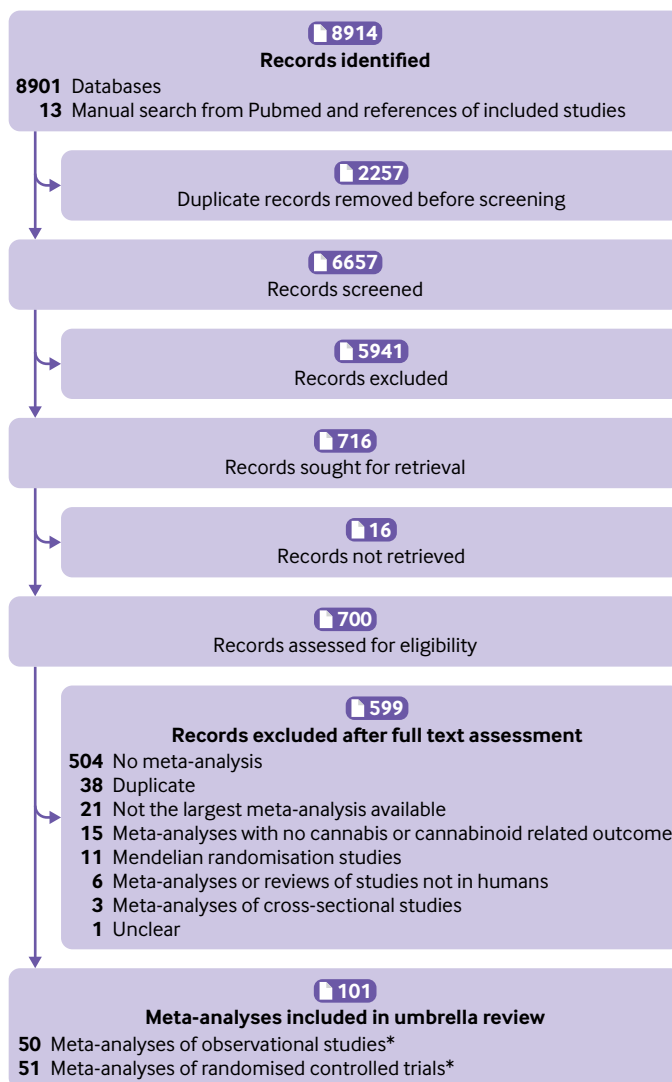 8914
Records identified
8901 Databases
13 Manual search from Pubmed and references of included studies
2257
Duplicate records removed before screening
6657
Records screened
5941
Records excluded
716
Records sought for retrieval
16
Records not retrieved
700
Records assessed for eligibility
599
Records excluded after full text assessment
504 No meta-analysis
38 Duplicate
21 Not the largest meta-analysis available
15 Meta-analyses with no cannabis or cannabinoid related outcome
11 Mendelian randomisation studies
6 Meta-analyses or reviews of studies not in humans
3 Meta-analyses of cross-sectional studies
1 Unclear
101
Meta-analyses included in umbrella review
50 Meta-analyses of observational studies*
51 Meta-analyses of randomised controlled trials*